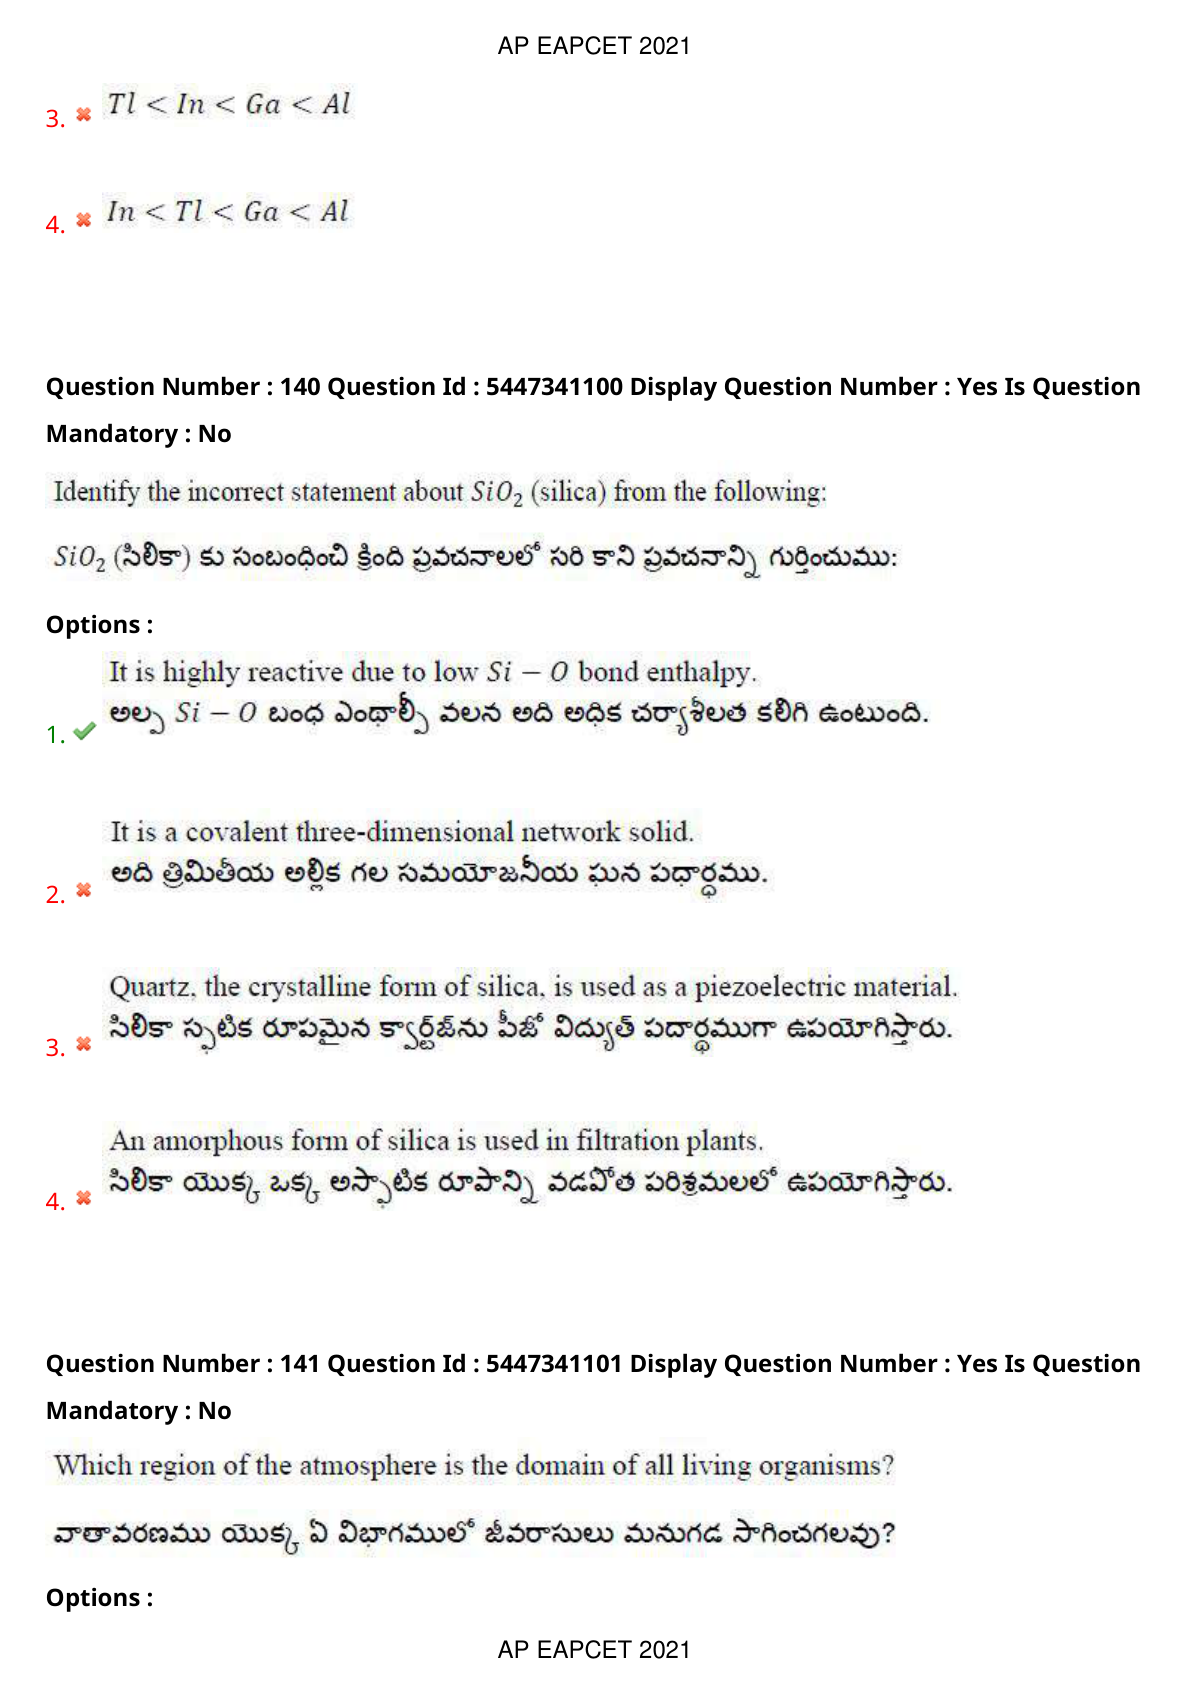 AP EAPCET 2021
3. Tl < In < Ga < Al
4. In < Tl < Ga < Al
Question Number : 140 Question Id : 5447341100 Display Question Number : Yes Is Question
Mandatory : No
Identify the incorrect statement about SiO₂ (silica) from the following:
SiO₂ (సిలికా) కు సంబంధించి క్రింది ప్రవచనాలలో సరి కాని ప్రవచనాన్ని గుర్తించుము:
Options :
It is highly reactive due to low Si − O bond enthalpy.
అల్ప Si − O బంధ ఎంథాల్పీ వలన అది అధిక చర్యాశీలత కలిగి ఉంటుంది.
1.
It is a covalent three-dimensional network solid.
అది త్రిమితీయ అల్లిక గల సమయోజనీయ ఘన పదార్ధము.
2.
Quartz, the crystalline form of silica, is used as a piezoelectric material.
సిలికా స్ఫటిక రూపమైన క్వార్ట్‌జ్‌ను పీజో విద్యుత్ పదార్థముగా ఉపయోగిస్తారు.
3.
An amorphous form of silica is used in filtration plants.
సిలికా యొక్క ఒక్క అస్ఫాటిక రూపాన్ని వడపోత పరిశ్రమలలో ఉపయోగిస్తారు.
4.
Question Number : 141 Question Id : 5447341101 Display Question Number : Yes Is Question
Mandatory : No
Which region of the atmosphere is the domain of all living organisms?
వాతావరణము యొక్క ఏ విభాగములో జీవరాసులు మనుగడ సాగించగలవు?
Options :
AP EAPCET 2021